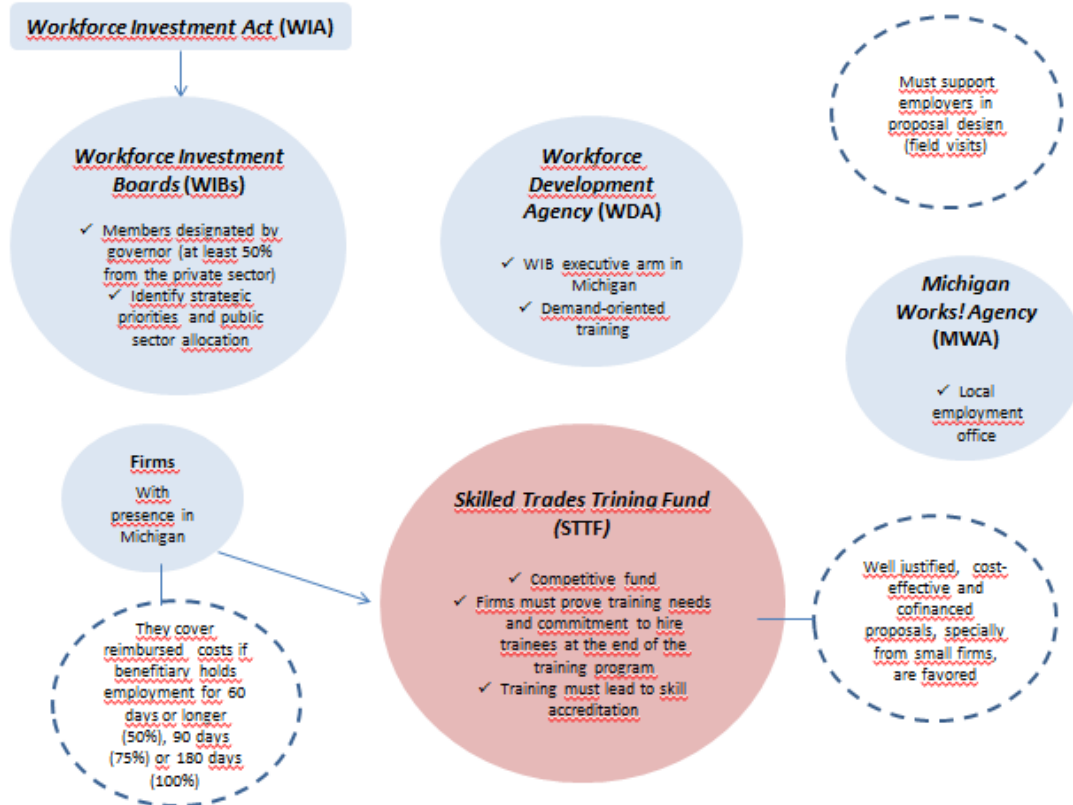 Workforce Investment Act (WIA)
Workforce Investment
Boards (WIBs)
✓ Members designated by
governor (at least 50%
from the private sector)
✓ Identify strategic
priorities and public
sector allocation
Workforce
Development
Agency (WDA)
✓ WIB executive arm in
Michigan
✓ Demand-oriented
training
Must support
employers in
proposal design
(field visits)
Michigan
Works! Agency
(MWA)
✓ Local
employment
office
Firms
With
presence in
Michigan
They cover
reimbursed costs if
benefitiary holds
employment for 60
days or longer
(50%), 90 days
(75%) or 180 days
(100%)
Skilled Trades Trining Fund
(STTF)
✓ Competitive fund
✓ Firms must prove training needs
and commitment to hire
trainees at the end of the
training program
✓ Training must lead to skill
accreditation
Well justified, cost-
effective and
cofinanced
proposals, specially
from small firms,
are favored